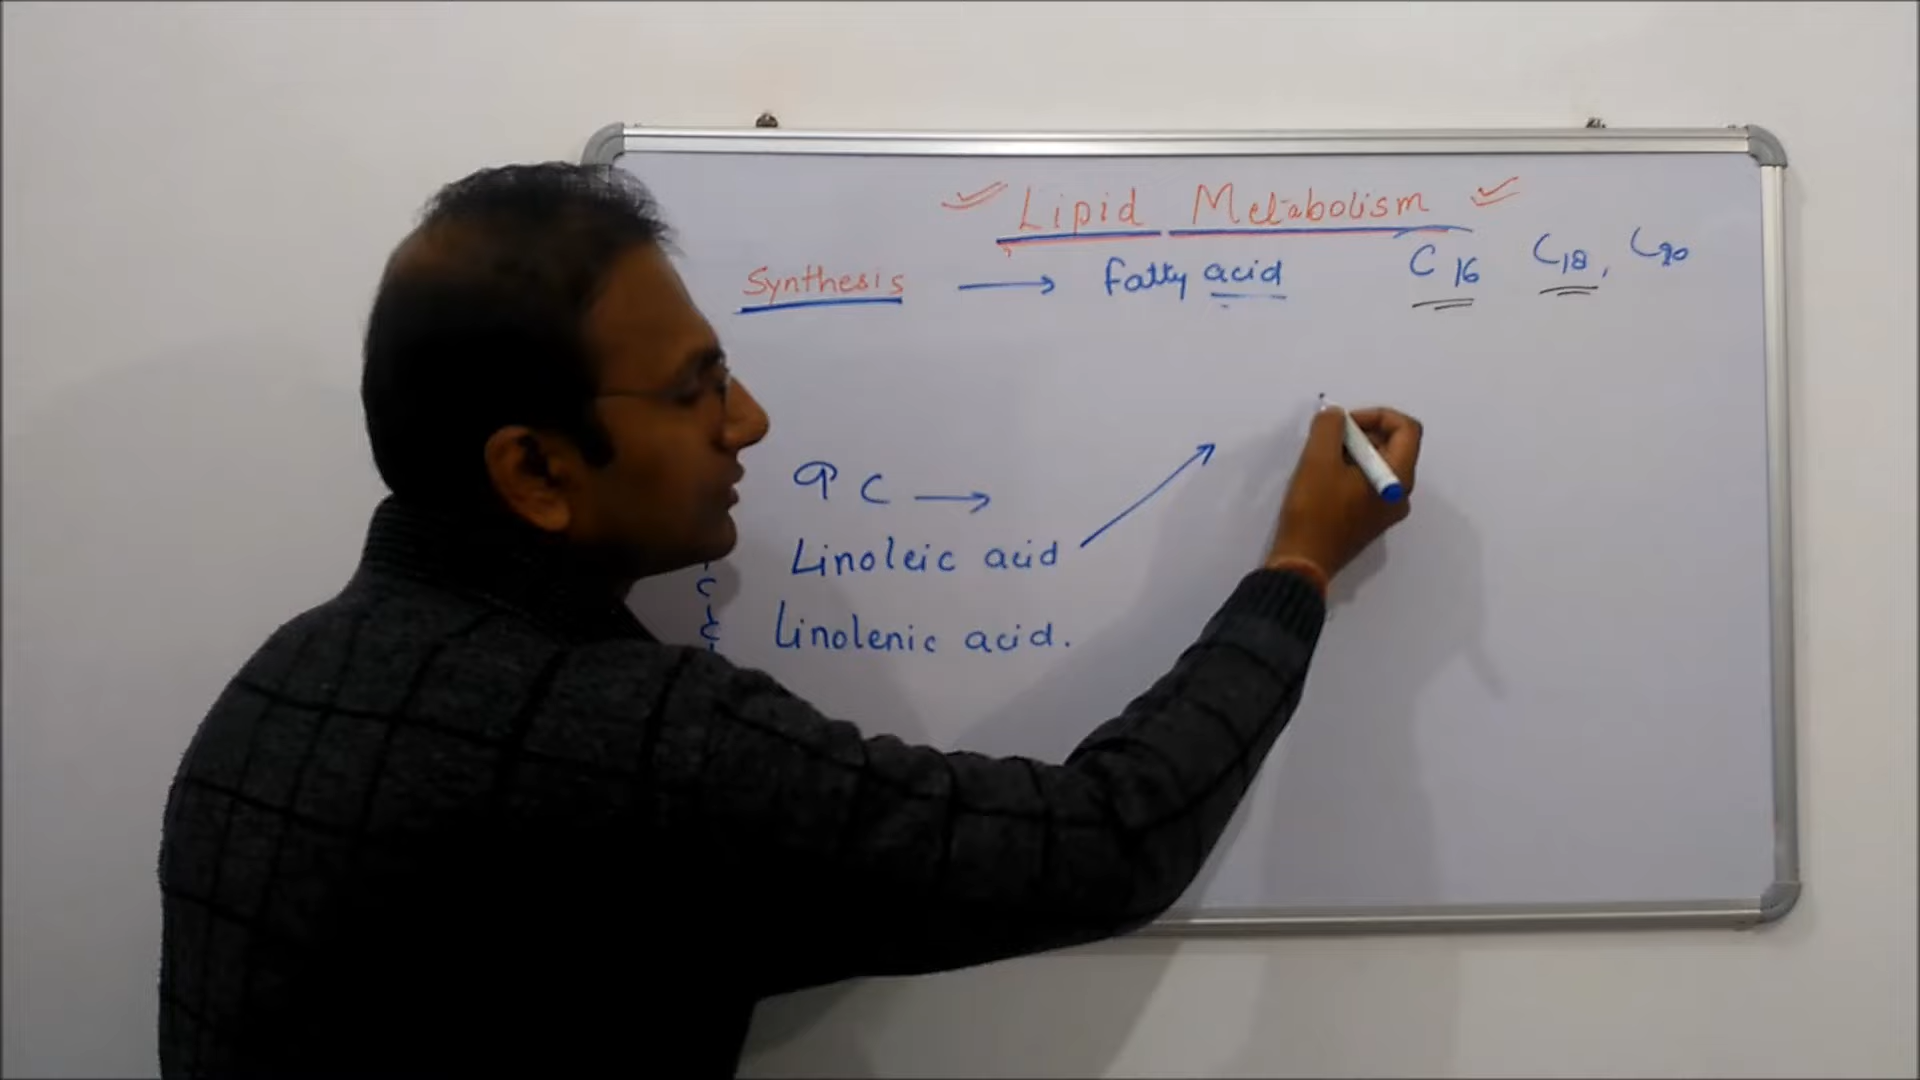 Lipid Metabolism
Synthesis → Fatty acid C16 C18, C20
9 C →
Linoleic acid
Linolenic acid.